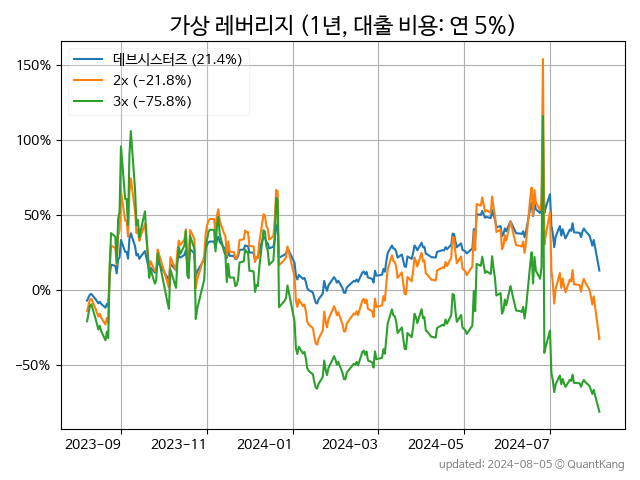 가상 레버리지 (1년, 대출 비용: 연 5%)
데브시스터즈 (21.4%)
2x (−21.8%)
3x (−75.8%)
150%
100%
50%
0%
−50%
2023-09 2023-11 2024-01 2024-03 2024-05 2024-07
updated: 2024-08-05 © QuantKang